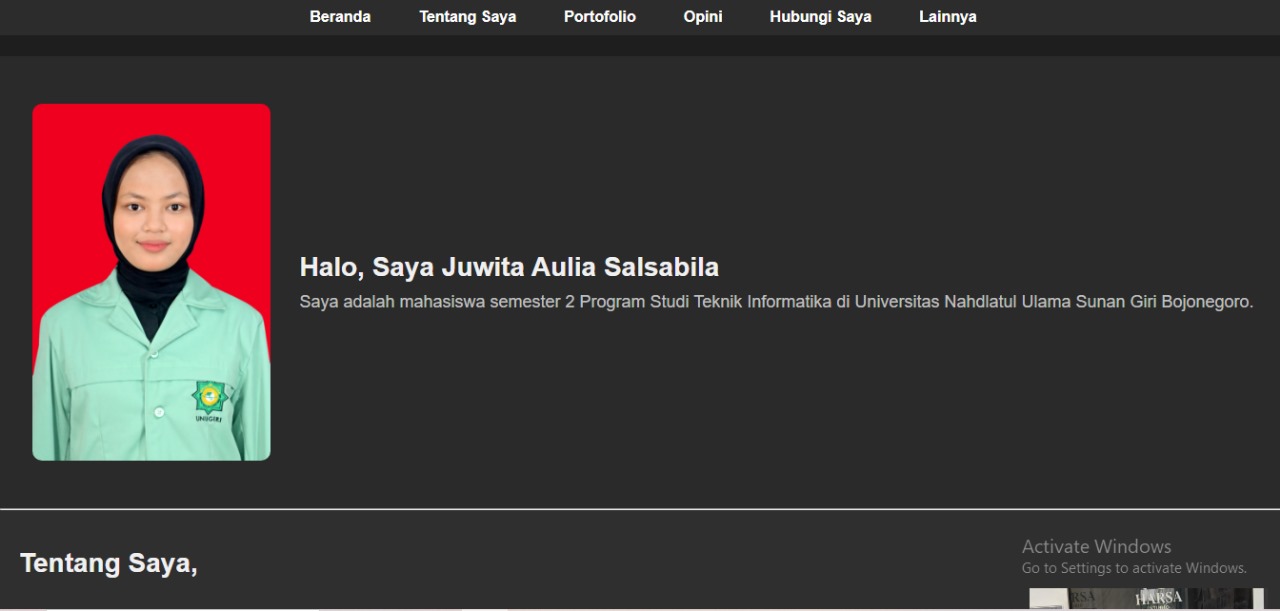 Beranda Tentang Saya Portofolio Opini Hubungi Saya Lainnya
UNUGIRI
Halo, Saya Juwita Aulia Salsabila
Saya adalah mahasiswa semester 2 Program Studi Teknik Informatika di Universitas Nahdlatul Ulama Sunan Giri Bojonegoro.
Tentang Saya,
Activate Windows
Go to Settings to activate Windows.
HARSA